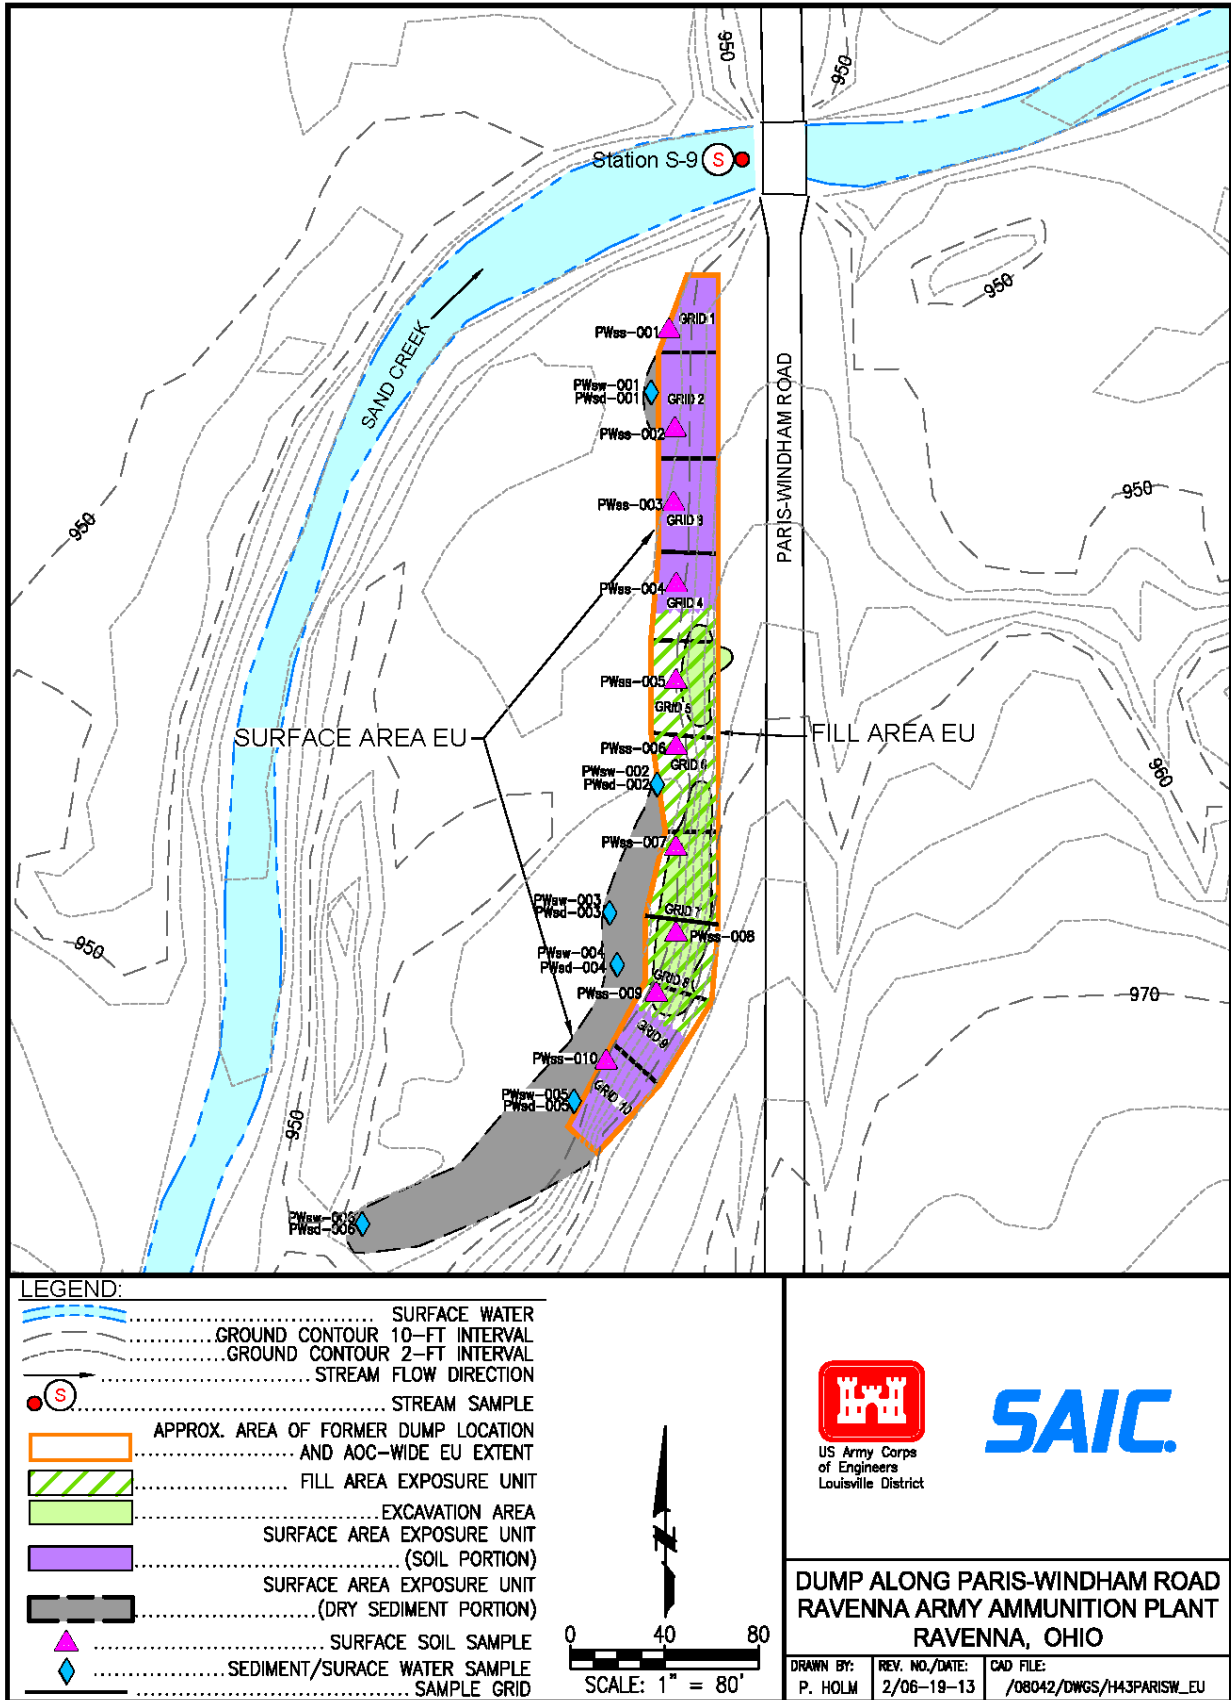 950
950
Station S-9 S
950
GRID 1
PWss-001
SAND CREEK
PWsw-001
PWsd-001
GRID 2
PWss-002
PARIS-WINDHAM ROAD
950
950
PWss-003
GRID 3
PWss-004
GRID 4
PWss-005
GRID 5
SURFACE AREA EU
FILL AREA EU
PWss-006
GRID 6
960
PWsw-002
PWsd-002
PWss-007
PWsw-003
PWsd-003
GRID 7
PWss-008
950
PWsw-004
PWsd-004
GRID 8
PWss-009
970
GRID 9
PWss-010
PWsw-005
PWsd-005
GRID 10
950
PWsw-006
PWsd-006
LEGEND:
SURFACE WATER
GROUND CONTOUR 10-FT INTERVAL
GROUND CONTOUR 2-FT INTERVAL
STREAM FLOW DIRECTION
S STREAM SAMPLE
APPROX. AREA OF FORMER DUMP LOCATION
AND AOC-WIDE EU EXTENT
FILL AREA EXPOSURE UNIT
EXCAVATION AREA
SURFACE AREA EXPOSURE UNIT
(SOIL PORTION)
SURFACE AREA EXPOSURE UNIT
(DRY SEDIMENT PORTION)
SURFACE SOIL SAMPLE
SEDIMENT/SURACE WATER SAMPLE
SAMPLE GRID
N
0 40 80
SCALE: 1" = 80'
US Army Corps
of Engineers
Louisville District
SAIC.
DUMP ALONG PARIS-WINDHAM ROAD
RAVENNA ARMY AMMUNITION PLANT
RAVENNA, OHIO
DRAWN BY:
P. HOLM
REV. NO./DATE:
2/06-19-13
CAD FILE:
/08042/DWGS/H43PARISW_EU